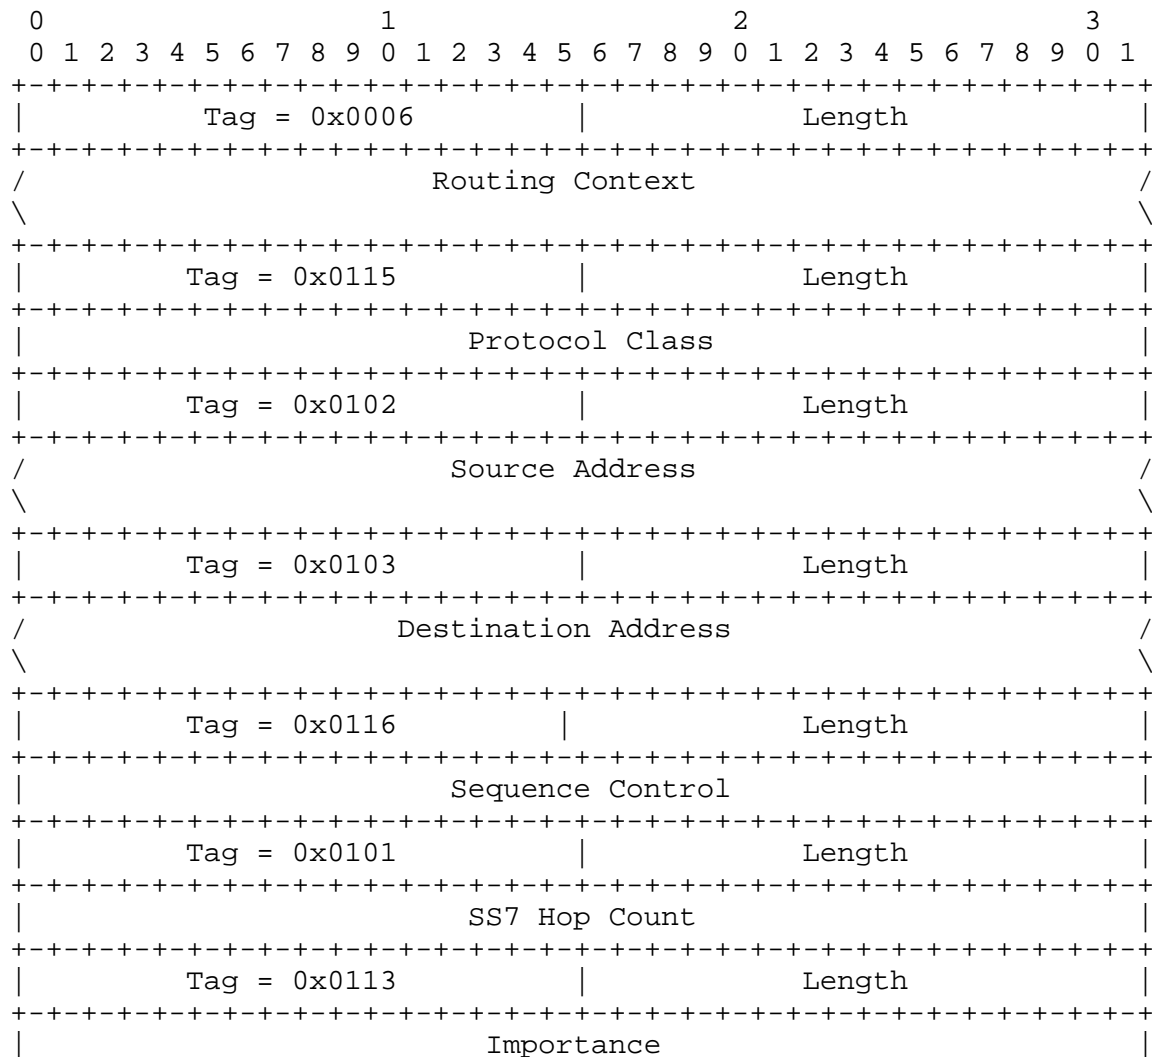 0                   1                   2                   3
 0 1 2 3 4 5 6 7 8 9 0 1 2 3 4 5 6 7 8 9 0 1 2 3 4 5 6 7 8 9 0 1
+-+-+-+-+-+-+-+-+-+-+-+-+-+-+-+-+-+-+-+-+-+-+-+-+-+-+-+-+-+-+-+-+
|          Tag = 0x0006         |            Length             |
+-+-+-+-+-+-+-+-+-+-+-+-+-+-+-+-+-+-+-+-+-+-+-+-+-+-+-+-+-+-+-+-+
/                       Routing Context                         /
\                                                               \
+-+-+-+-+-+-+-+-+-+-+-+-+-+-+-+-+-+-+-+-+-+-+-+-+-+-+-+-+-+-+-+-+
|         Tag = 0x0115          |            Length             |
+-+-+-+-+-+-+-+-+-+-+-+-+-+-+-+-+-+-+-+-+-+-+-+-+-+-+-+-+-+-+-+-+
|                         Protocol Class                        |
+-+-+-+-+-+-+-+-+-+-+-+-+-+-+-+-+-+-+-+-+-+-+-+-+-+-+-+-+-+-+-+-+
|         Tag = 0x0102          |            Length             |
+-+-+-+-+-+-+-+-+-+-+-+-+-+-+-+-+-+-+-+-+-+-+-+-+-+-+-+-+-+-+-+-+
/                        Source Address                         /
\                                                               \
+-+-+-+-+-+-+-+-+-+-+-+-+-+-+-+-+-+-+-+-+-+-+-+-+-+-+-+-+-+-+-+-+
|         Tag = 0x0103          |            Length             |
+-+-+-+-+-+-+-+-+-+-+-+-+-+-+-+-+-+-+-+-+-+-+-+-+-+-+-+-+-+-+-+-+
/                     Destination Address                       /
\                                                               \
+-+-+-+-+-+-+-+-+-+-+-+-+-+-+-+-+-+-+-+-+-+-+-+-+-+-+-+-+-+-+-+-+
|         Tag = 0x0116         |             Length             |
+-+-+-+-+-+-+-+-+-+-+-+-+-+-+-+-+-+-+-+-+-+-+-+-+-+-+-+-+-+-+-+-+
|                        Sequence Control                       |
+-+-+-+-+-+-+-+-+-+-+-+-+-+-+-+-+-+-+-+-+-+-+-+-+-+-+-+-+-+-+-+-+
|         Tag = 0x0101          |            Length             |
+-+-+-+-+-+-+-+-+-+-+-+-+-+-+-+-+-+-+-+-+-+-+-+-+-+-+-+-+-+-+-+-+
|                         SS7 Hop Count                         |
+-+-+-+-+-+-+-+-+-+-+-+-+-+-+-+-+-+-+-+-+-+-+-+-+-+-+-+-+-+-+-+-+
|         Tag = 0x0113          |            Length             |
+-+-+-+-+-+-+-+-+-+-+-+-+-+-+-+-+-+-+-+-+-+-+-+-+-+-+-+-+-+-+-+-+
|                          Importance                           |